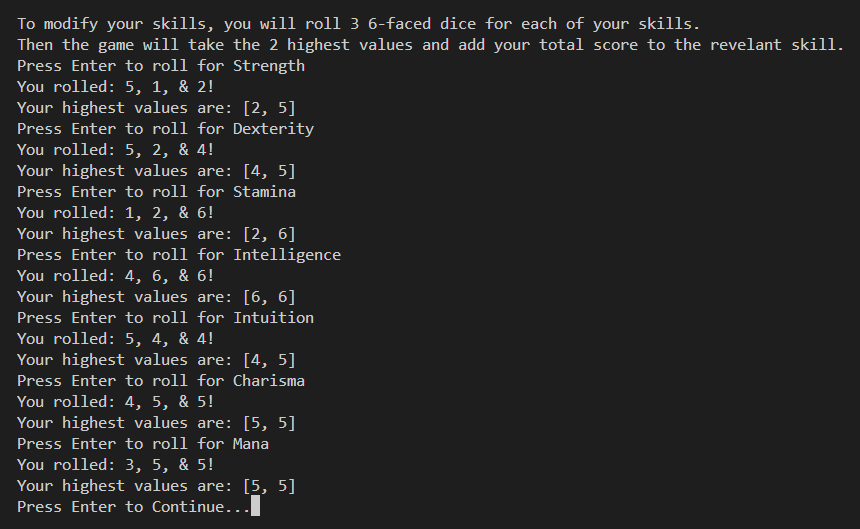 To modify your skills, you will roll 3 6-faced dice for each of your skills.
Then the game will take the 2 highest values and add your total score to the revelant skill.
Press Enter to roll for Strength
You rolled: 5, 1, & 2!
Your highest values are: [2, 5]
Press Enter to roll for Dexterity
You rolled: 5, 2, & 4!
Your highest values are: [4, 5]
Press Enter to roll for Stamina
You rolled: 1, 2, & 6!
Your highest values are: [2, 6]
Press Enter to roll for Intelligence
You rolled: 4, 6, & 6!
Your highest values are: [6, 6]
Press Enter to roll for Intuition
You rolled: 5, 4, & 4!
Your highest values are: [4, 5]
Press Enter to roll for Charisma
You rolled: 4, 5, & 5!
Your highest values are: [5, 5]
Press Enter to roll for Mana
You rolled: 3, 5, & 5!
Your highest values are: [5, 5]
Press Enter to Continue...